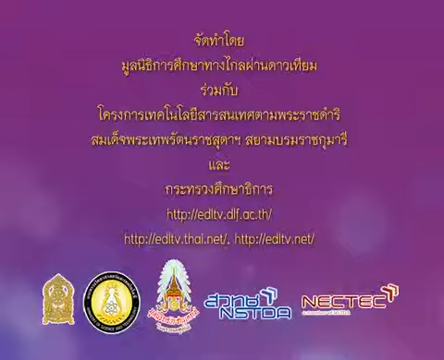 จัดทำโดย
มูลนิธิการศึกษาทางไกลผ่านดาวเทียม
ร่วมกับ
โครงการเทคโนโลยีสารสนเทศตามพระราชดำริ
สมเด็จพระเทพรัตนราชสุดาฯ สยามบรมราชกุมารี
และ
กระทรวงศึกษาธิการ
http://edltv.dlf.ac.th/
http://edltv.thai.net/, http://edltv.net/
สวทช NSTDA
NECTEC
a member of NSTDA